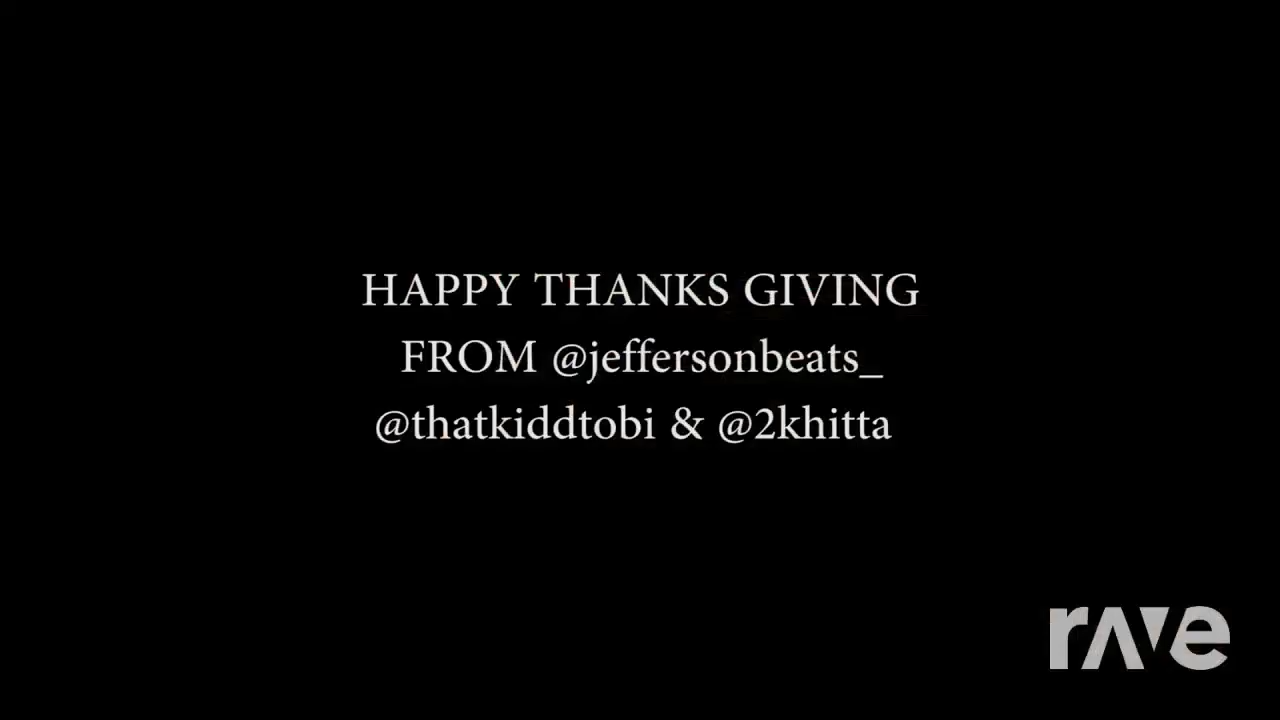 HAPPY THANKS GIVING
FROM @jeffersonbeats_
@thatkiddtobi & @2khitta
rave